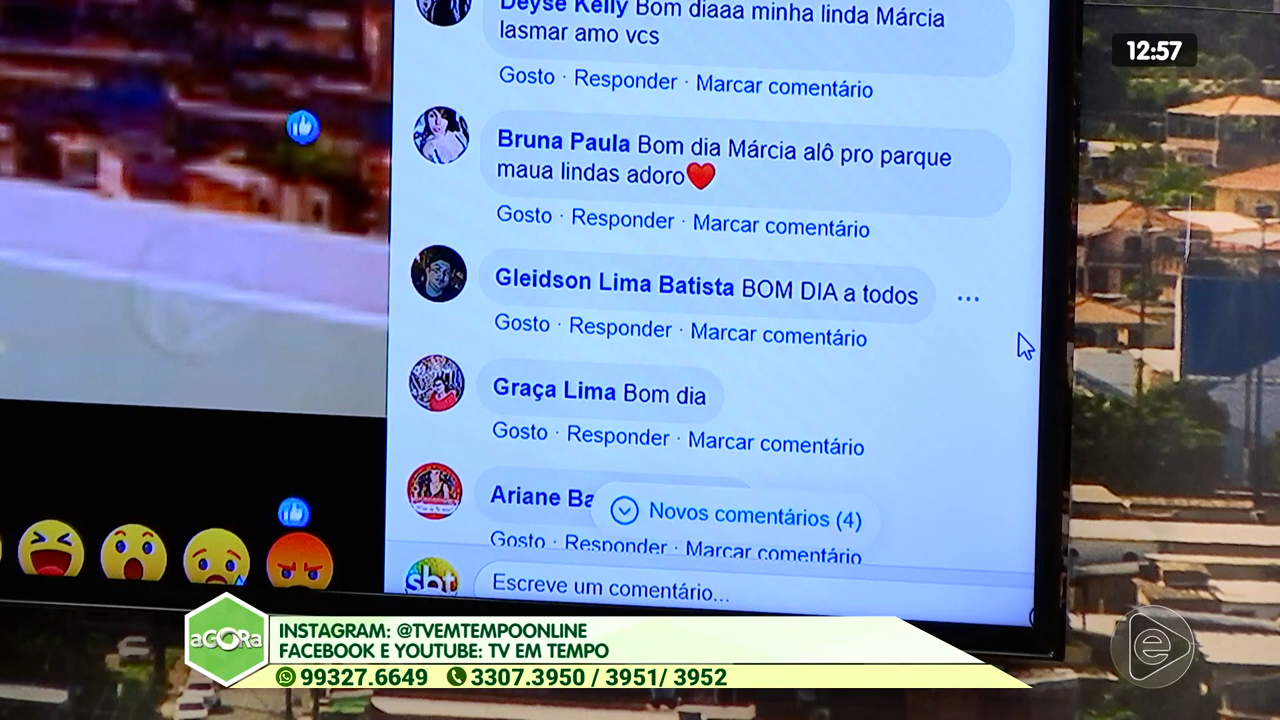 Deyse Kelly Bom diaaa minha linda Márcia
lasmar amo vcs
Gosto · Responder · Marcar comentário
12:57
Bruna Paula Bom dia Márcia alô pro parque
maua lindas adoro❤️
Gosto · Responder · Marcar comentário
Gleidson Lima Batista BOM DIA a todos
Gosto · Responder · Marcar comentário
Graça Lima Bom dia
Gosto · Responder · Marcar comentário
Ariane
Novos comentários (4)
Gosto · Responder · Marcar comentário
sbt
Escreve um comentário...
aGORa
INSTAGRAM: @TVEMTEMPOONLINE
FACEBOOK E YOUTUBE: TV EM TEMPO
99327.6649 3307.3950 / 3951/ 3952
e